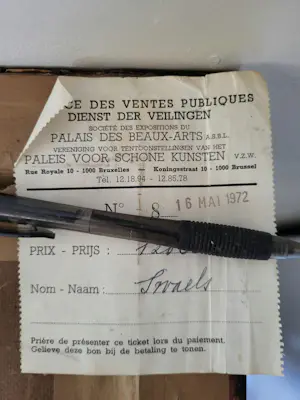 CE DES VENTES PUBLIQUES
DIENST DER VEILINGEN
SOCIÉTÉ DES EXPOSITIONS DU
PALAIS DES BEAUX-ARTS A.S.B.L.
VEREENIGING VOOR TENTOONSTELLINGEN VAN HET
PALEIS VOOR SCHONE KUNSTEN V.Z.W.
Rue Royale 10 - 1000 Bruxelles — Koningsstraat 10 - 1000 Brussel
Tél. 12.18.94 - 12.85.78
N° 8 16 MAI 1972
PRIX - PRIJS :
Nom - Naam :
Prière de présenter ce ticket lors du paiement.
Gelieve deze bon bij de betaling te tonen.